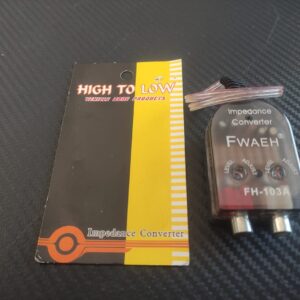 HIGH TO LOW
Impedance Converter
Impedance
Converter
FWAEH
FH-103A